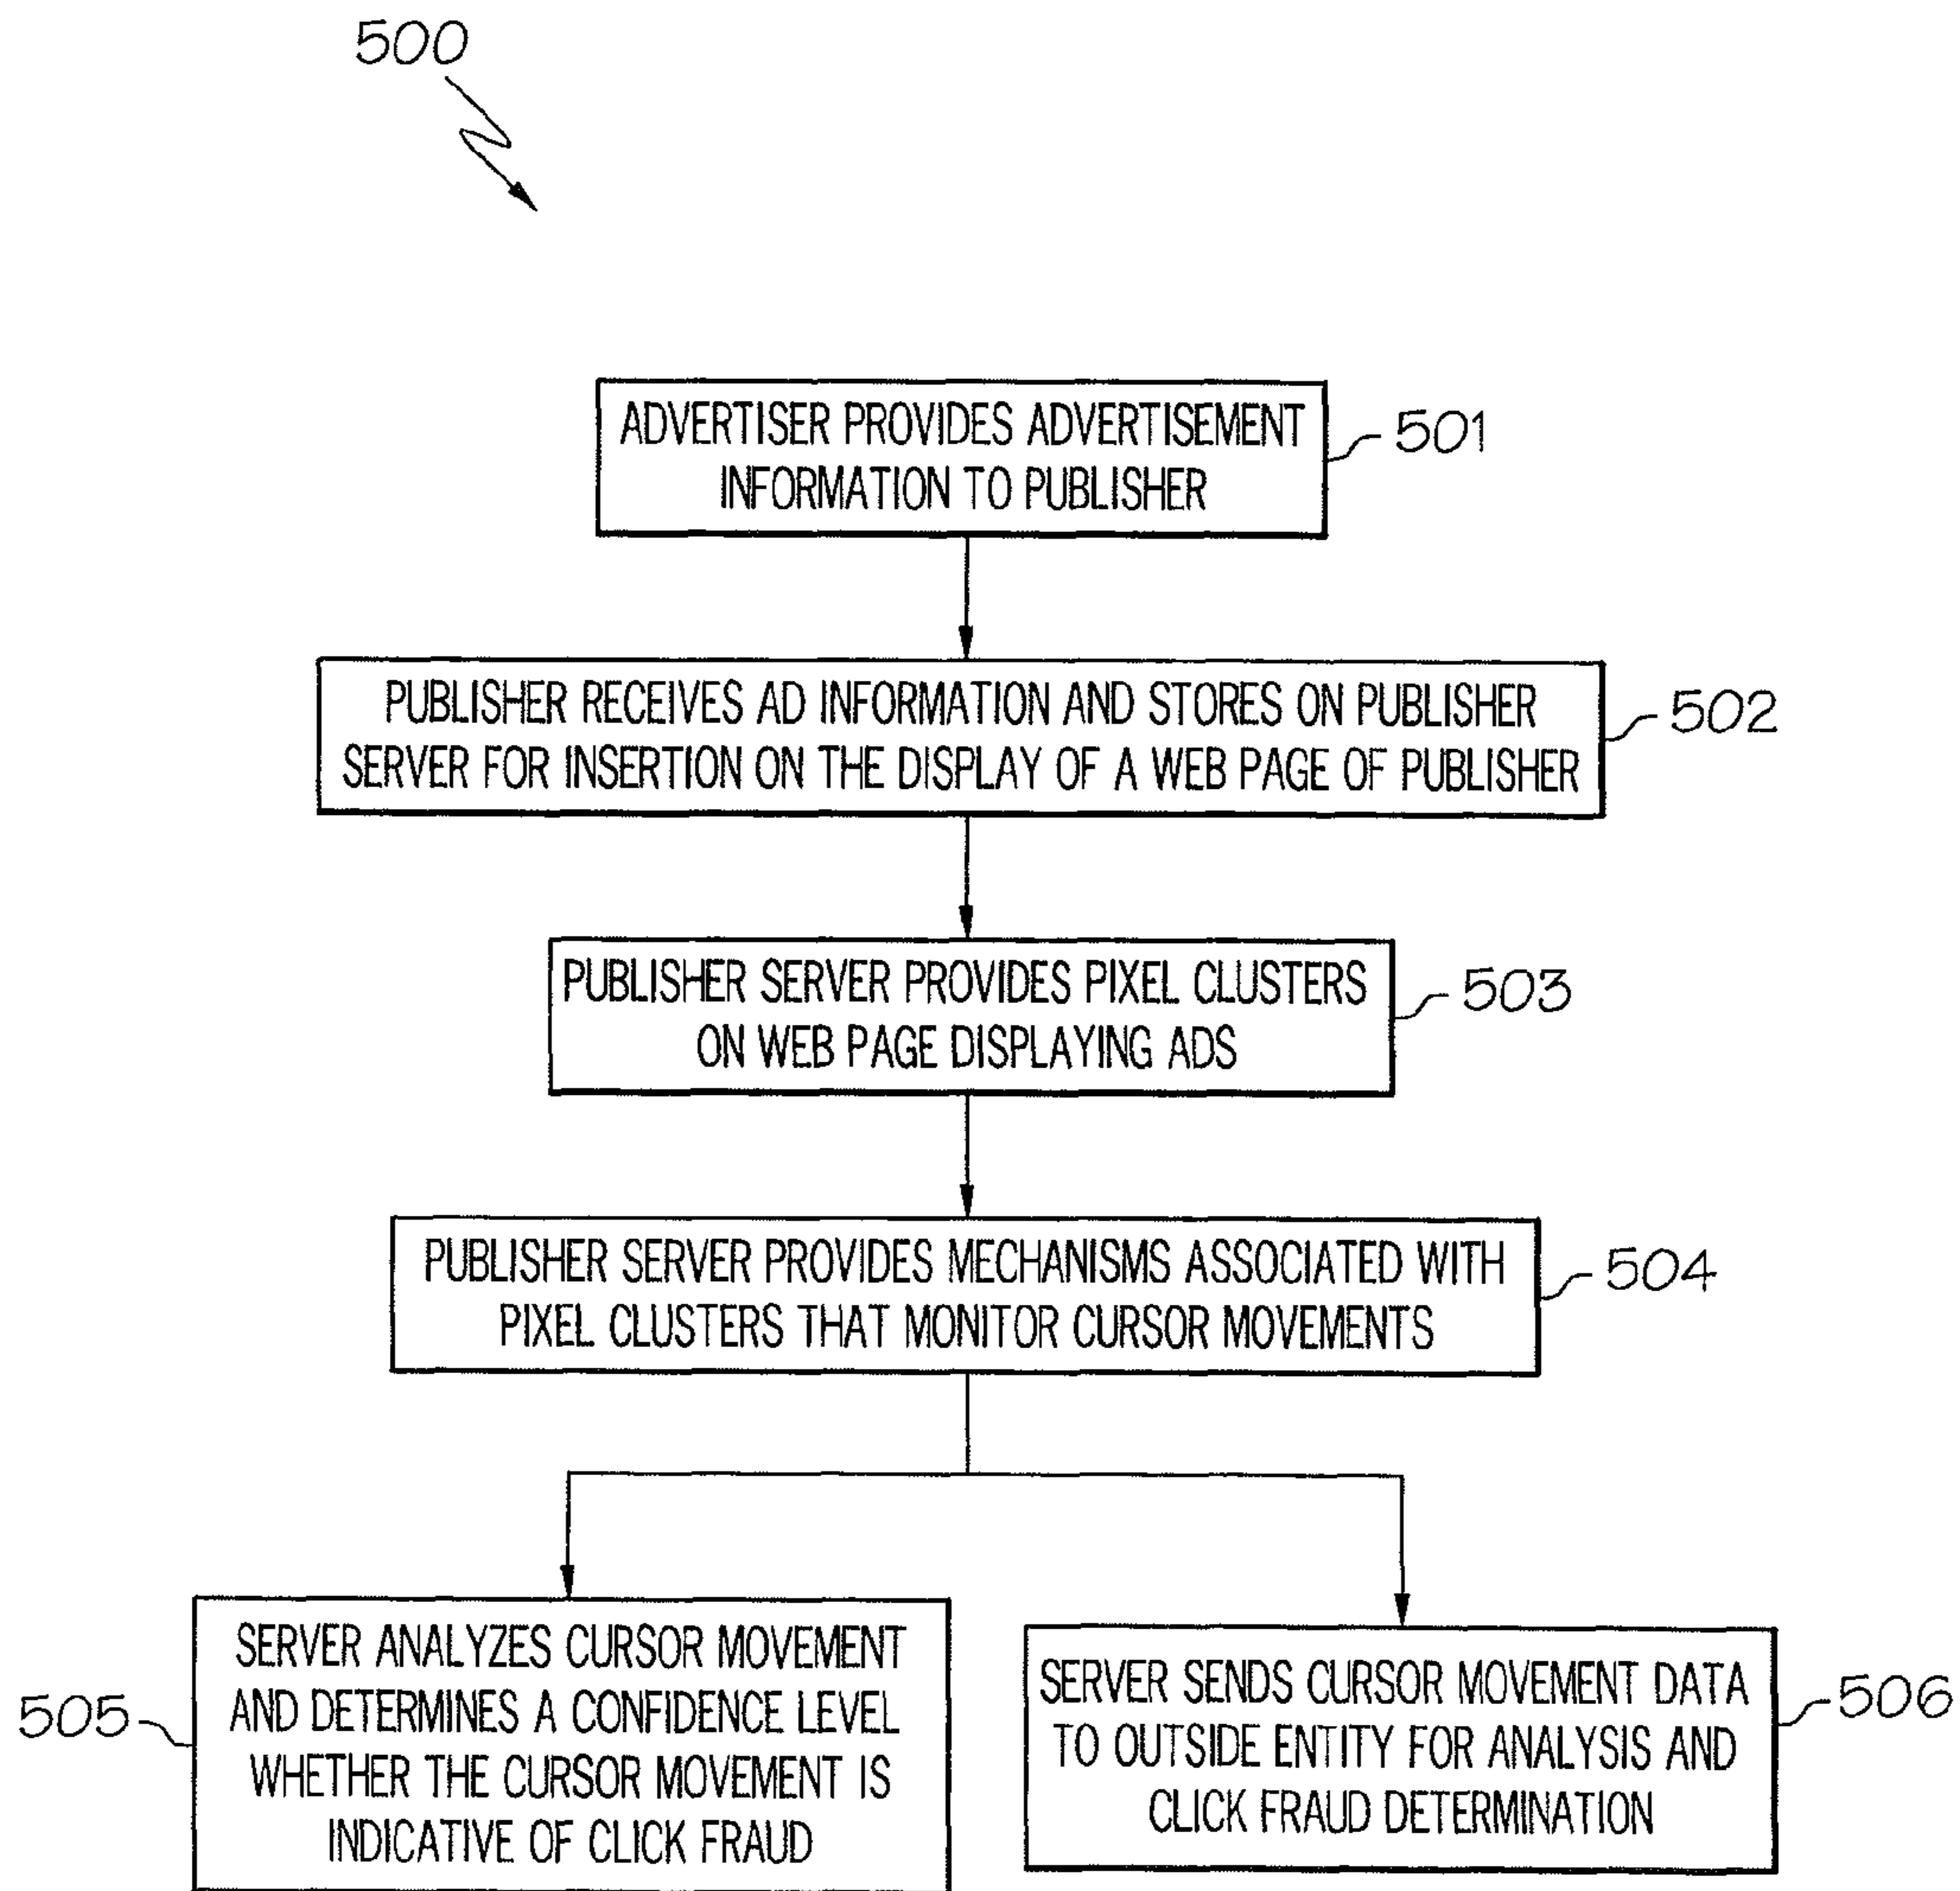 500
ADVERTISER PROVIDES ADVERTISEMENT
INFORMATION TO PUBLISHER
501
PUBLISHER RECEIVES AD INFORMATION AND STORES ON PUBLISHER
SERVER FOR INSERTION ON THE DISPLAY OF A WEB PAGE OF PUBLISHER
502
PUBLISHER SERVER PROVIDES PIXEL CLUSTERS
ON WEB PAGE DISPLAYING ADS
503
PUBLISHER SERVER PROVIDES MECHANISMS ASSOCIATED WITH
PIXEL CLUSTERS THAT MONITOR CURSOR MOVEMENTS
504
505
SERVER ANALYZES CURSOR MOVEMENT
AND DETERMINES A CONFIDENCE LEVEL
WHETHER THE CURSOR MOVEMENT IS
INDICATIVE OF CLICK FRAUD
SERVER SENDS CURSOR MOVEMENT DATA
TO OUTSIDE ENTITY FOR ANALYSIS AND
CLICK FRAUD DETERMINATION
506